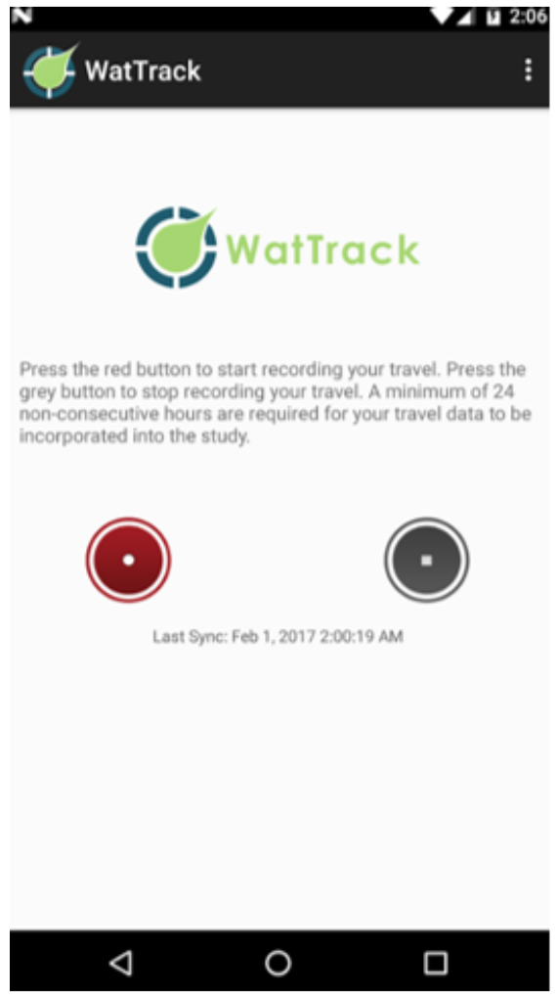 2:06
WatTrack
WatTrack
Press the red button to start recording your travel. Press the
grey button to stop recording your travel. A minimum of 24
non-consecutive hours are required for your travel data to be
incorporated into the study.
Last Sync: Feb 1, 2017 2:00:19 AM